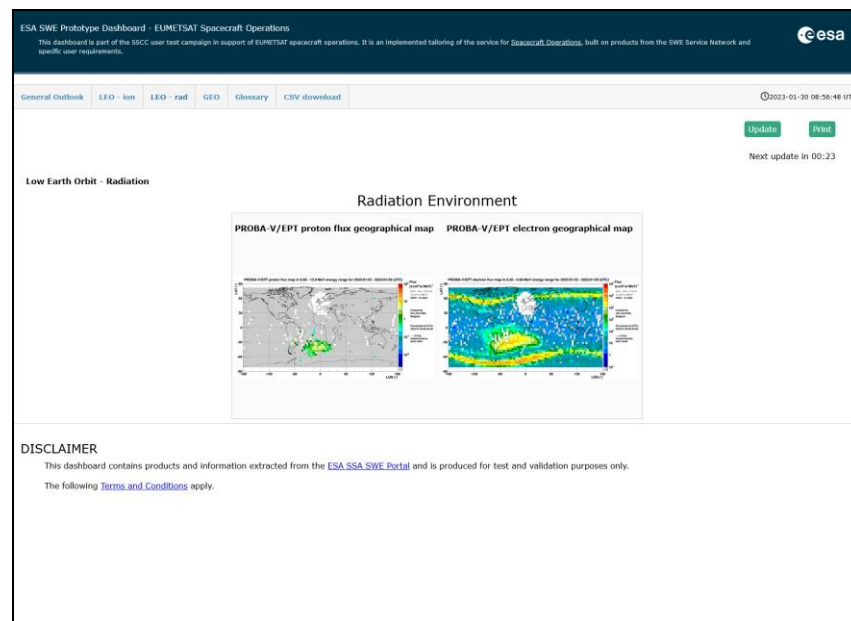 ESA SWE Prototype Dashboard - EUMETSAT Spacecraft Operations
This dashboard is part of the SSCC user test campaign in support of EUMETSAT spacecraft operations. It is an implemented tailoring of the service for Spacecraft Operations, built on products from the SWE Service Network and
specific user requirements.
esa
General Outlook LEO - ion LEO - rad GEO Glossary CSV download 2023-01-30 08:56:48 UT
Update Print
Next update in 00:23
Low Earth Orbit - Radiation
Radiation Environment
PROBA-V/EPT proton flux geographical map PROBA-V/EPT electron geographical map
DISCLAIMER
This dashboard contains products and information extracted from the ESA SSA SWE Portal and is produced for test and validation purposes only.
The following Terms and Conditions apply.